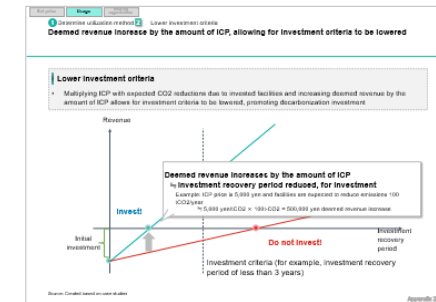 Usage
1 Determine utilization method 2 Lower investment criteria
Deemed revenue increase by the amount of ICP, allowing for investment criteria to be lowered
Lower investment criteria
• Multiplying ICP with expected CO2 reductions due to invested facilities and increasing deemed revenue by the
amount of ICP allows for investment criteria to be lowered, promoting decarbonization investment
Revenue
Deemed revenue increases by the amount of ICP
≒ Investment recovery period reduced, for investment
Example: ICP price is 5,000 yen and facilities are expected to reduce emissions 100
tCO2/year
≒ 5,000 yen/tCO2 × 100t-CO2 = 500,000 yen deemed revenue increase
Invest!
Initial
investment
Do not invest!
Investment
recovery
period
Investment criteria (for example, investment recovery
period of less than 3 years)
Source: Created based on case studies